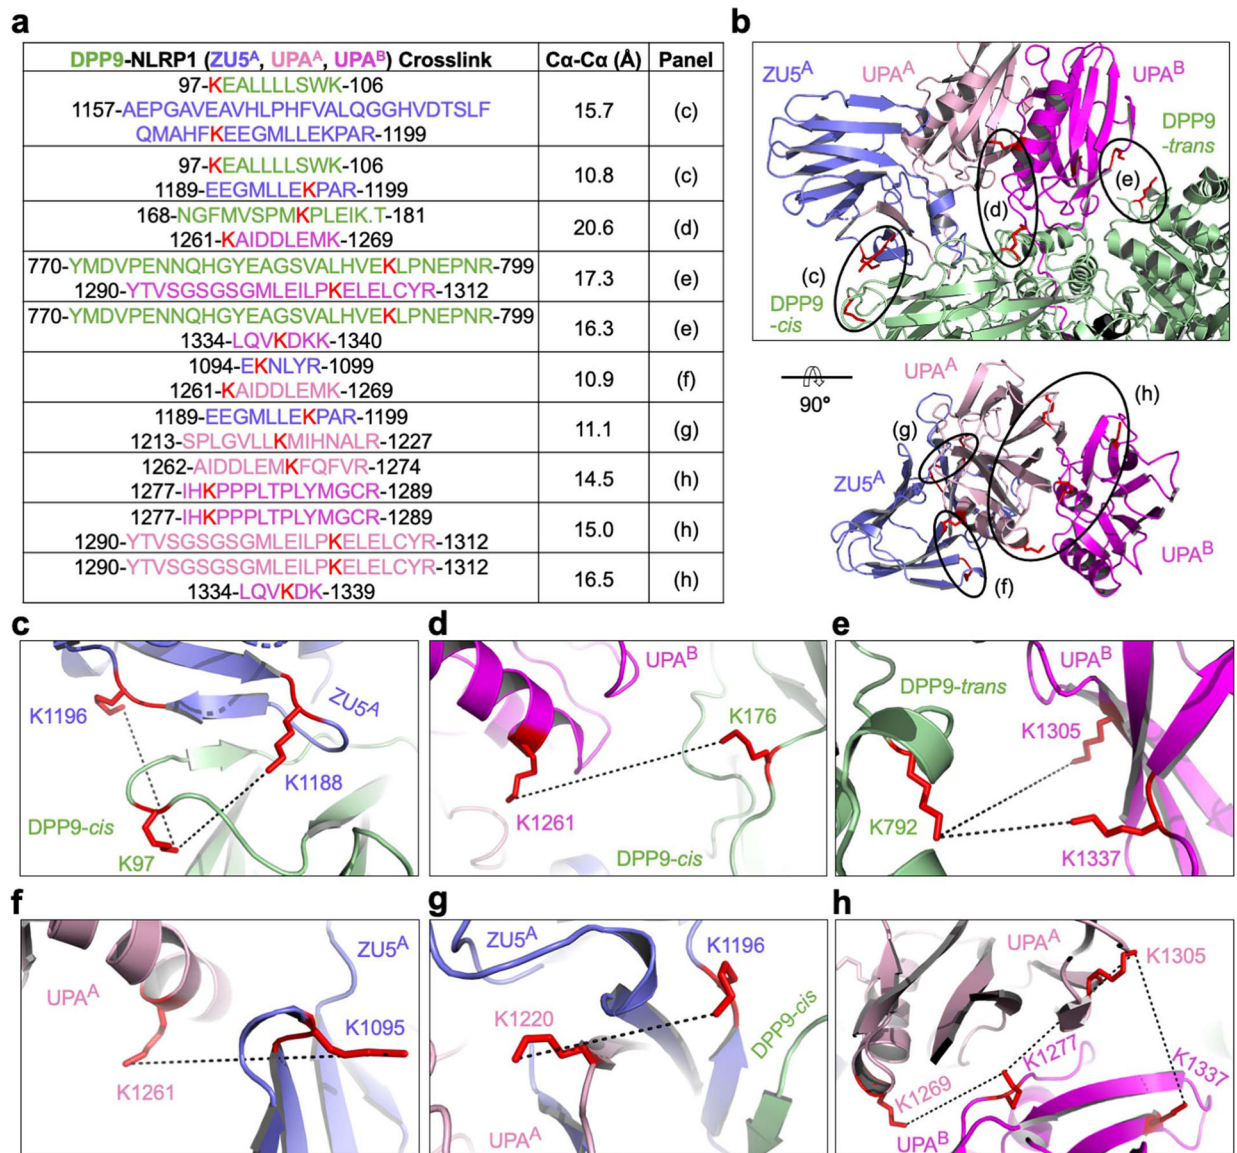 a
DPP9-NLRP1 (ZU5A, UPAA, UPAB) Crosslink Cα-Cα (Å) Panel
97-KEALLLLSWK-106
1157-AEPGAVEAVHLPHFVALQGGHVDTSLF
QMAHFKEEGMLLEKPAR-1199
15.7 (c)
97-KEALLLLSWK-106
1189-EEGMLLEKPAR-1199
10.8 (c)
168-NGFMVSPMKPLEIK.T-181
1261-KAIDDLEMK-1269
20.6 (d)
770-YMDVPENNQHGYEAGSVALHVEKLPNEPNR-799
1290-YTVSGSGSGMLEILPKELELCYR-1312
17.3 (e)
770-YMDVPENNQHGYEAGSVALHVEKLPNEPNR-799
1334-LQVKDKK-1340
16.3 (e)
1094-EKNLYR-1099
1261-KAIDDLEMK-1269
10.9 (f)
1189-EEGMLLEKPAR-1199
1213-SPLGVLLKMIHNALR-1227
11.1 (g)
1262-AIDDLEMKFQFVR-1274
1277-IHKPPPLTPLYMGCR-1289
14.5 (h)
1277-IHKPPPLTPLYMGCR-1289
1290-YTVSGSGSGMLEILPKELELCYR-1312
15.0 (h)
1290-YTVSGSGSGMLEILPKELELCYR-1312
1334-LQVKDK-1339
16.5 (h)
b
ZU5A
UPAA
UPAB
DPP9
-trans
(e)
(d)
(c)
DPP9
-cis
90°
UPAA
(h)
(g)
ZU5A
UPAB
(f)
c
K1196
ZU5A
K1188
DPP9-cis
K97
d
UPAB
K176
K1261
DPP9-cis
e
UPAB
DPP9-trans
K1305
K792
K1337
f
ZU5A
UPAA
K1095
K1261
g
ZU5A
K1196
K1220
DPP9-cis
UPAA
h
UPAA
K1305
K1277
K1337
K1269
UPAB